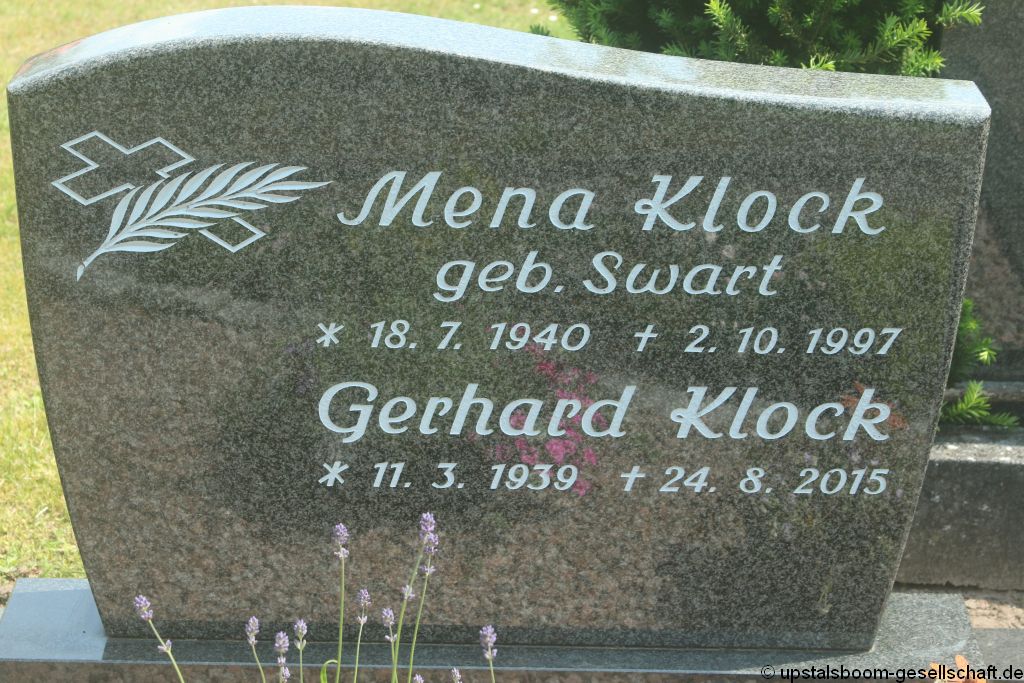 Mena Klock
geb. Swart
* 18. 7. 1940 † 2. 10. 1997
Gerhard Klock
* 11. 3. 1939 † 24. 8. 2015
© upstalsboom-gesellschaft.de